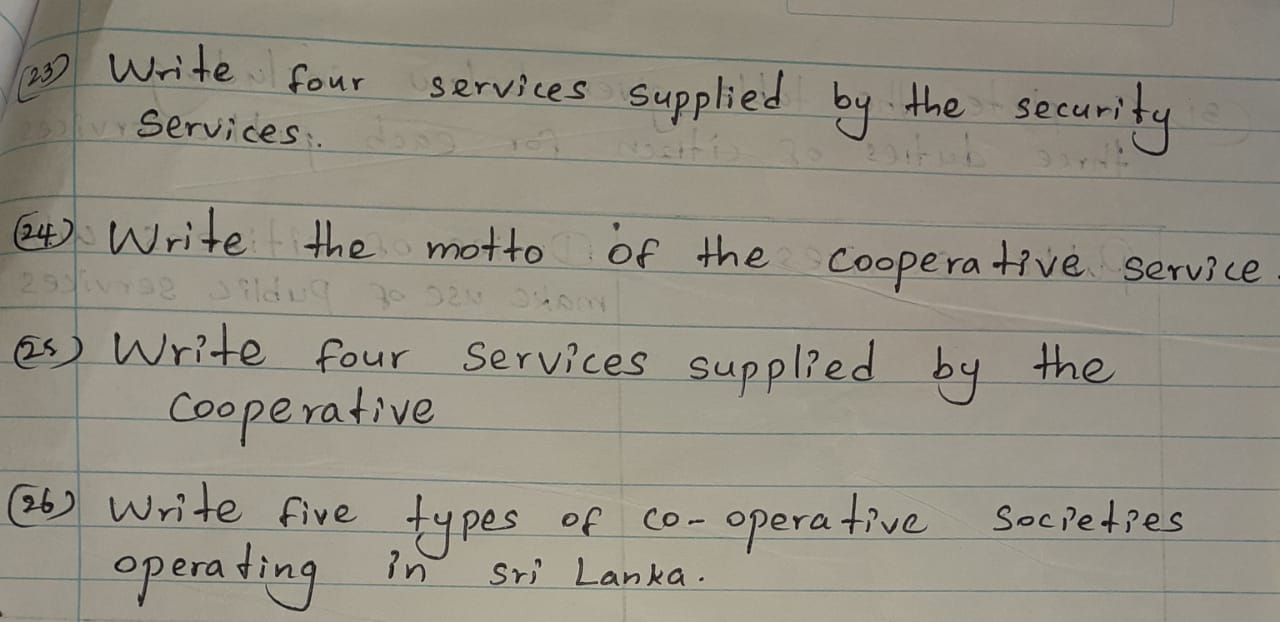 (23) Write four services supplied by the security
Services.
(24) Write the motto of the cooperative service.
(25) Write four services supplied by the
cooperative
(26) Write five types of co-operative societies
operating in Sri Lanka.